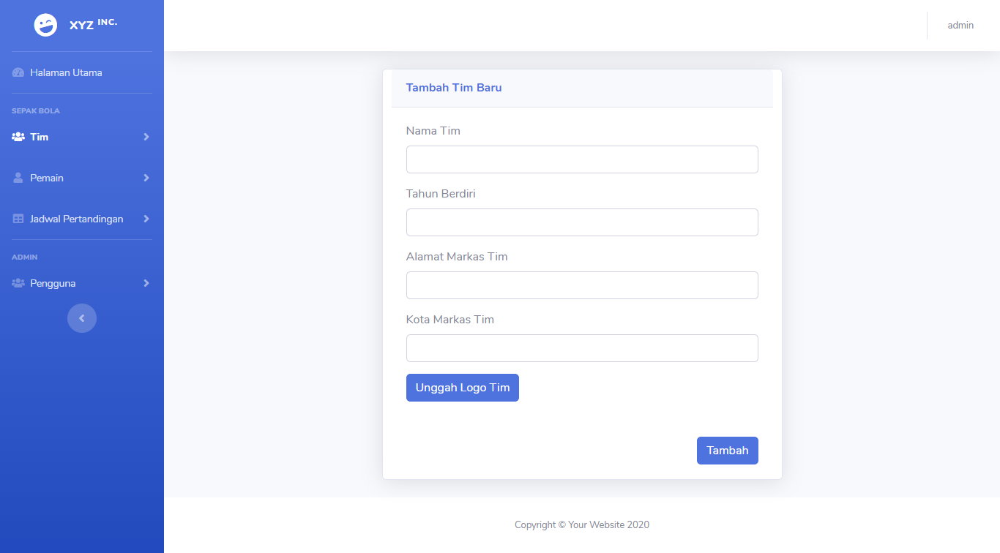 XYZ INC.
admin
Halaman Utama
SEPAK BOLA
Tim
Pemain
Jadwal Pertandingan
ADMIN
Pengguna
Tambah Tim Baru
Nama Tim
Tahun Berdiri
Alamat Markas Tim
Kota Markas Tim
Unggah Logo Tim
Tambah
Copyright © Your Website 2020